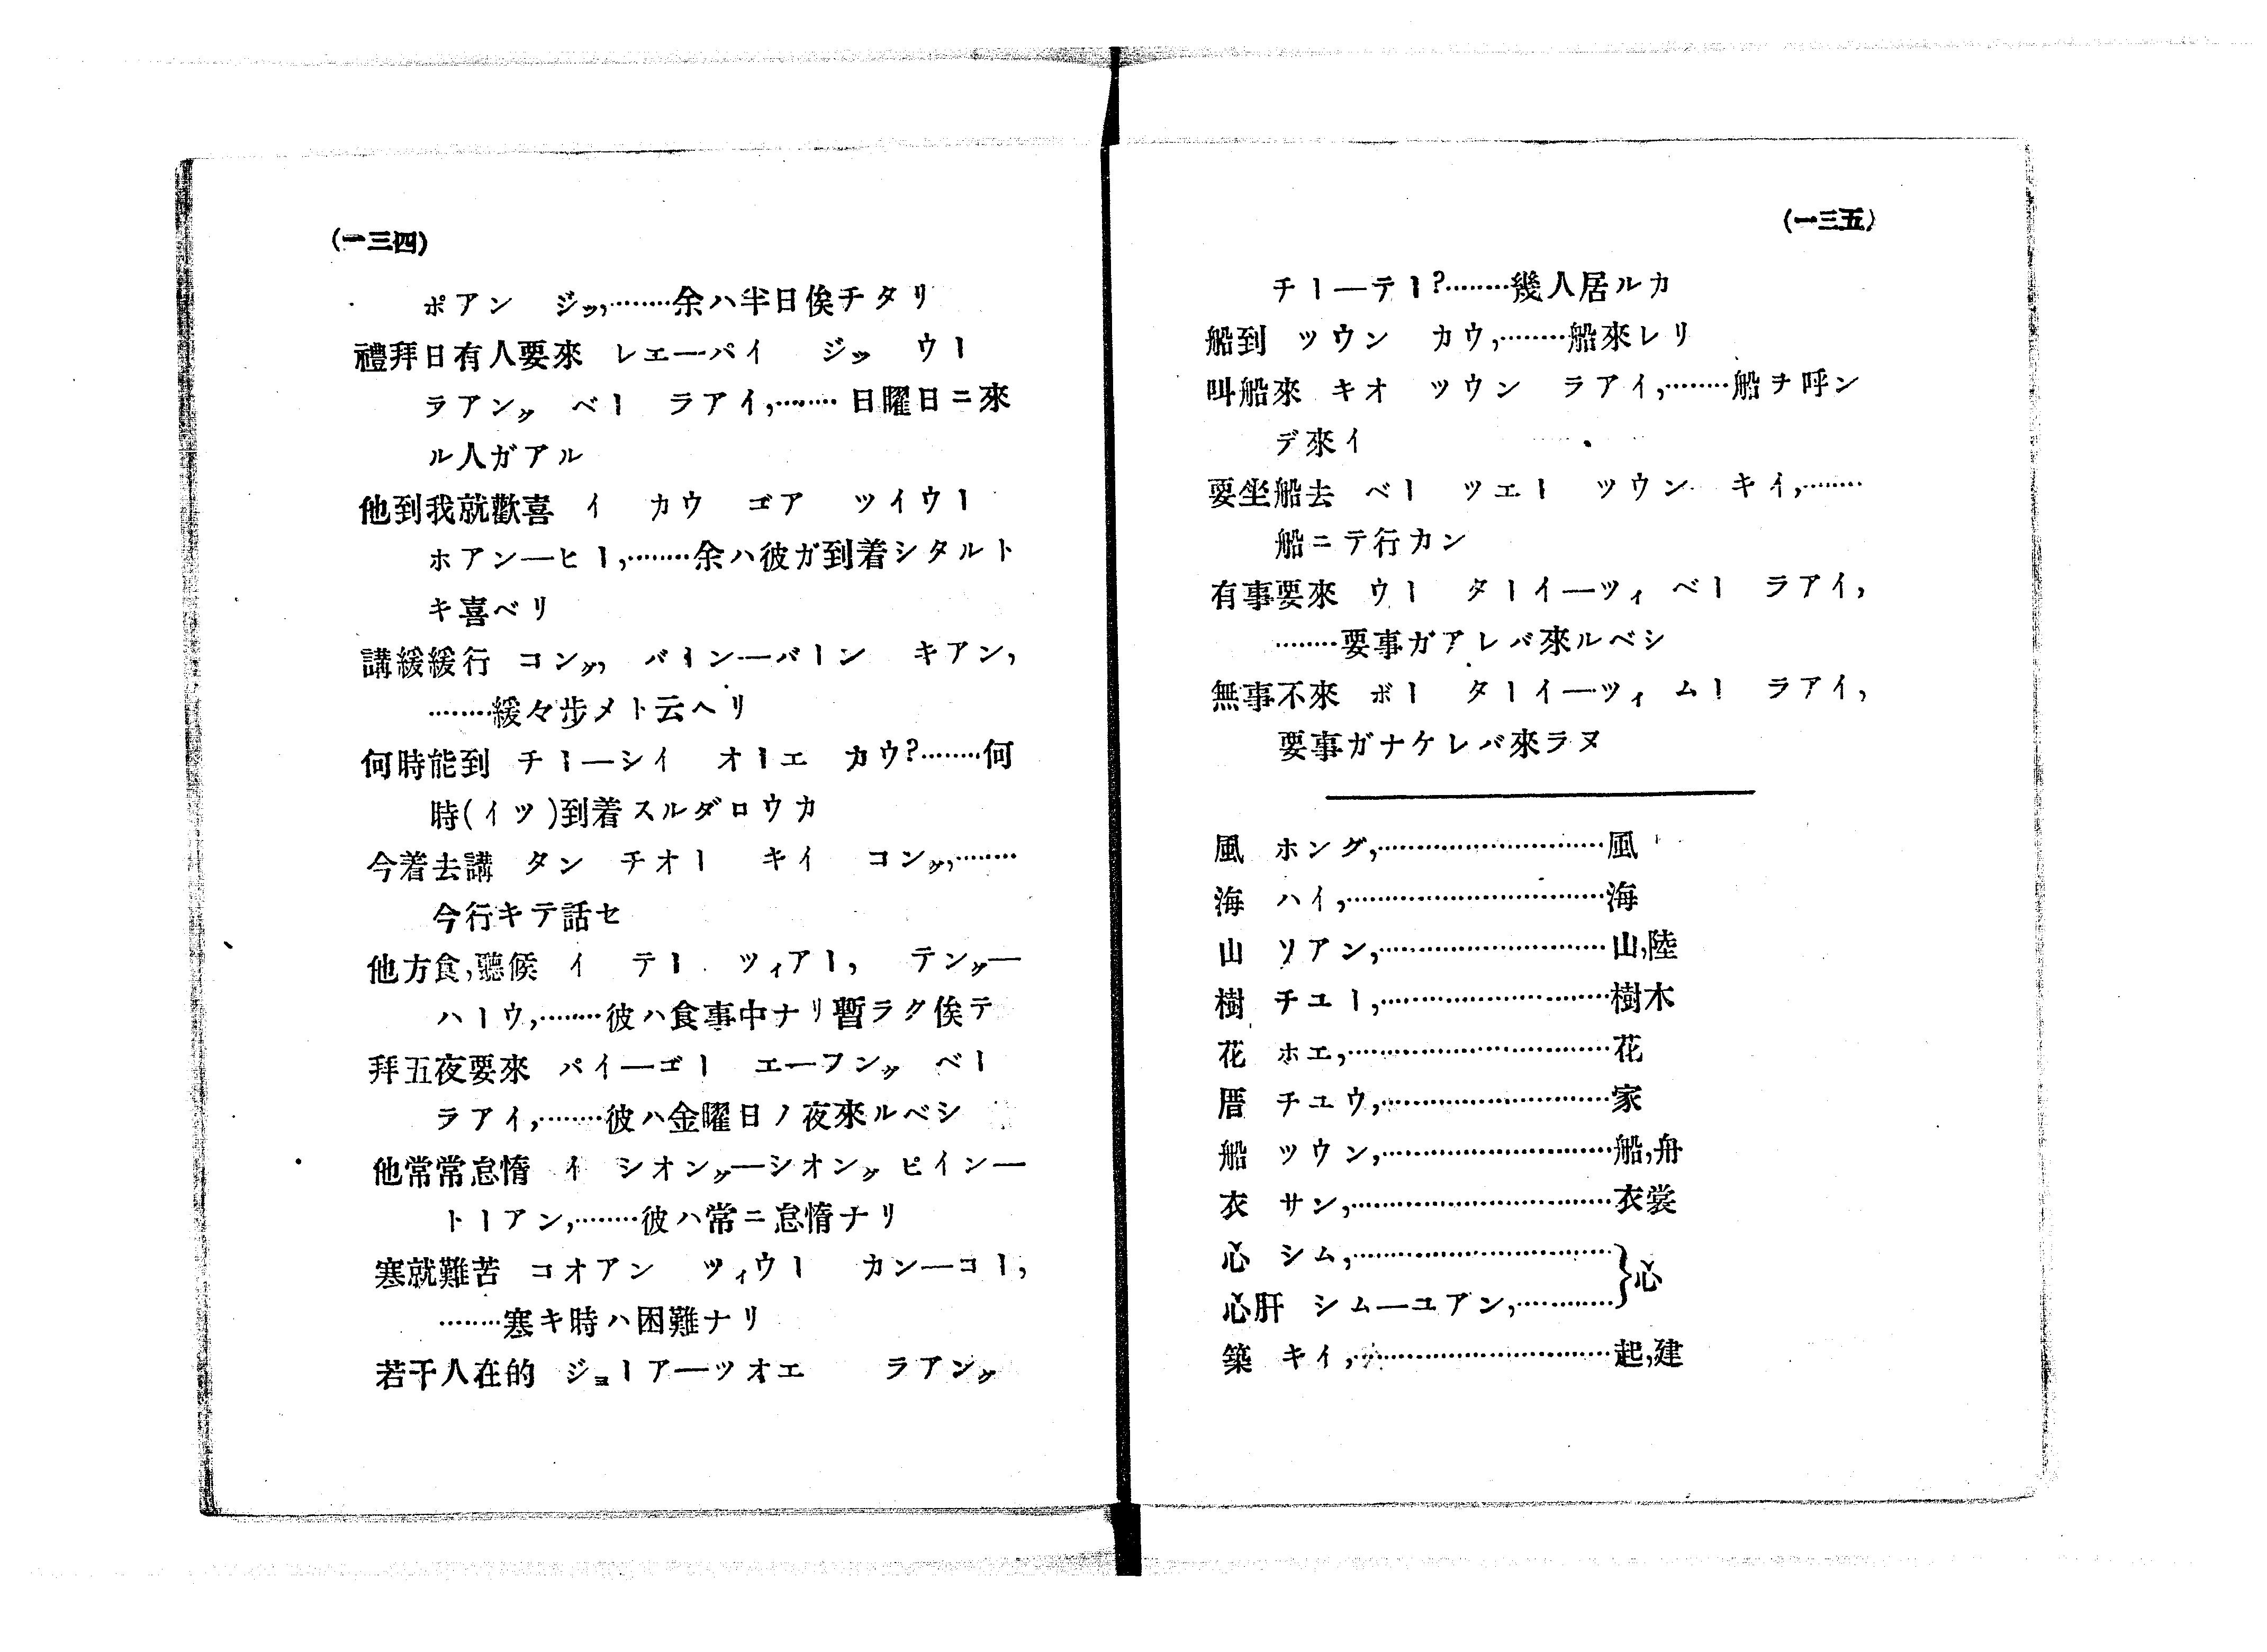 (一三四)
ポアン　ジッ,………余ハ半日俟チタリ
禮拜日有人要來　レエ―パイ　ジッ　ウー
ラアング　ベー　ラアイ,………日曜日ニ來
ル人ガアル
他到我就歡喜　イ　カウ　ゴア　ツイウー
ホアン―ヒー,………余ハ彼ガ到着シタルト
キ喜ベリ
講緩緩行　コング,　バイン―バーン　キアン,
………緩々歩メト云ヘリ
何時能到　チー―シイ　オーエ　カウ?………何
時(イツ)到着スルダロウカ
今着去講　タン　チオー　キイ　コング,………
今行キテ話セ
他方食,聽候　イ　テー　ツィアー,　テング―
ハーウ,………彼ハ食事中ナリ暫ラク俟テ
拜五夜要來　パイ―ゴー　エ―フング　ベー
ラアイ,………彼ハ金曜日ノ夜來ルベシ
他常常怠惰　イ　シオング―シオング　ピイン―
トーアン,………彼ハ常ニ怠惰ナリ
寒就難苦　コオアン　ツィウー　カン―コー,
………寒キ時ハ困難ナリ
若干人在的　ジョーア―ツオエ　ラアング
(一三五)
チー―テー?………幾人居ルカ
船到　ツウン　カウ,………船來レリ
叫船來　キオ　ツウン　ラアイ,………船ヲ呼ン
デ來イ
要坐船去　ベー　ツエー　ツウン　キイ,………
船ニテ行カン
有事要來　ウー　ターイ―ツィ　ベー　ラアイ,
………要事ガアレバ來ルベシ
無事不來　ボー　ターイ―ツィ　ムー　ラアイ,
要事ガナケレバ來ラヌ
風　ホング,…………………………風
海　ハイ,……………………………海
山　ソアン,…………………………山,陸
樹　チユー,…………………………樹木
花　ホエ,……………………………花
厝　チユウ,…………………………家
船　ツウン,…………………………船,舟
衣　サン,……………………………衣裳
心　シム,……………………………}心
心肝　シム―ユアン,…………
築　キイ,……………………………起,建